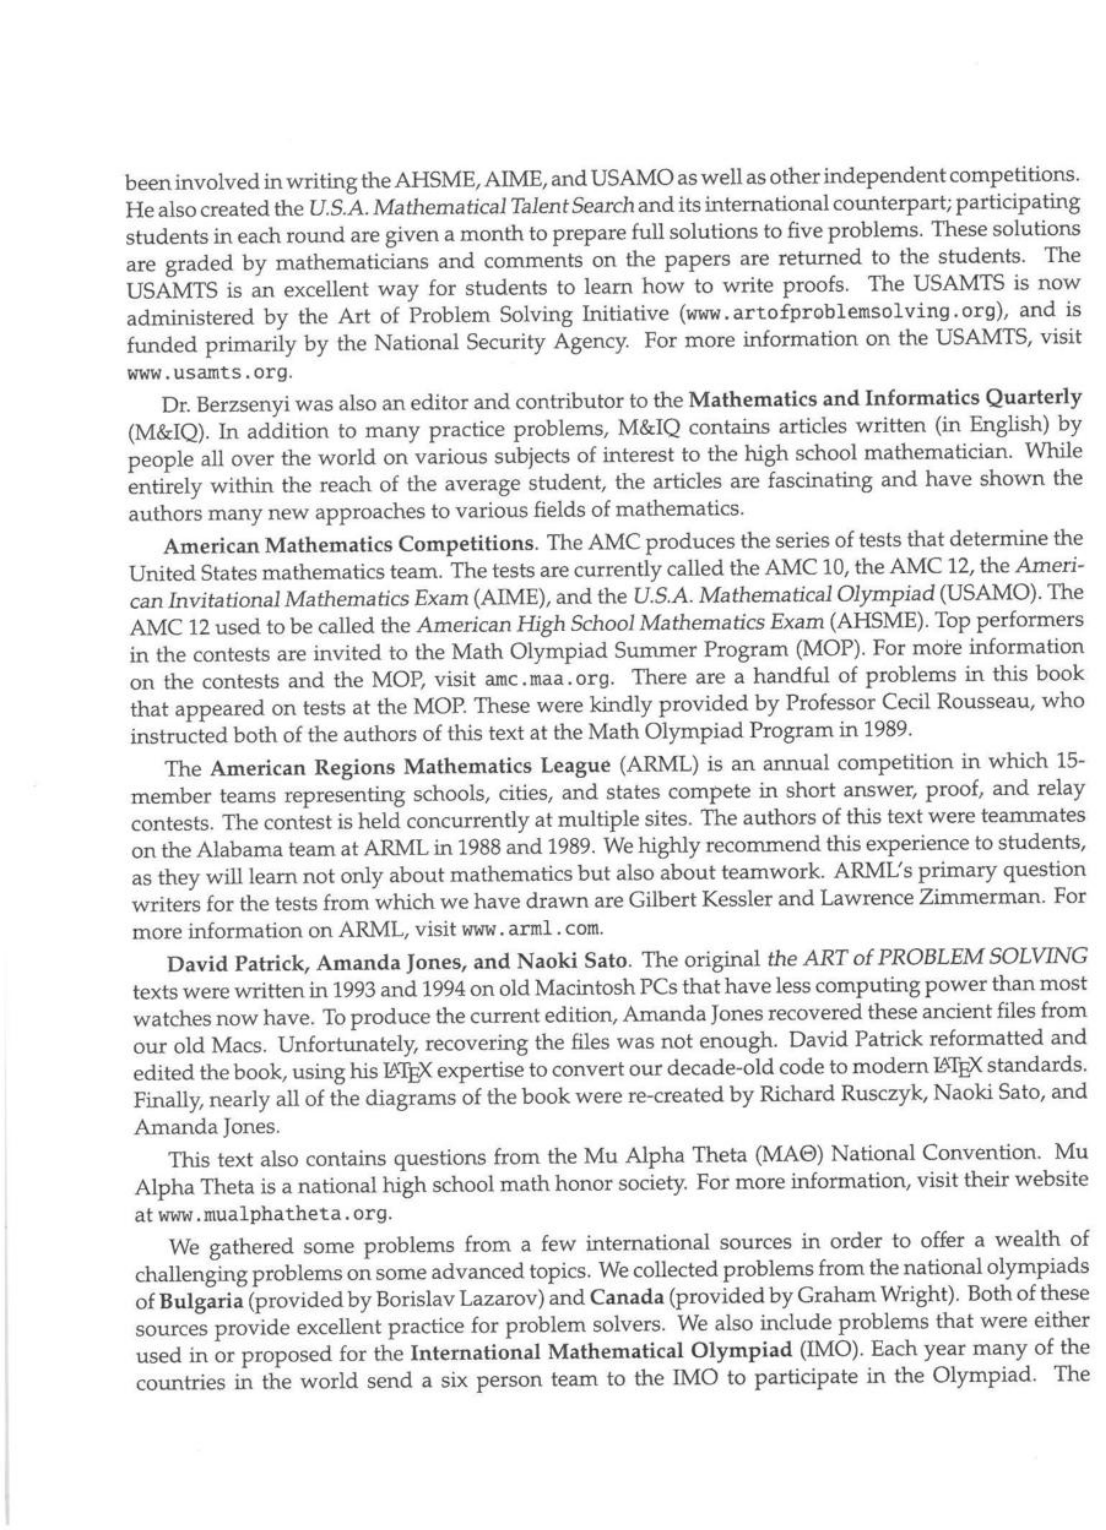 been involved in writing the AHSME, AIME, and USAMO as well as other independent competitions.
He also created the U.S.A. Mathematical Talent Search and its international counterpart; participating
students in each round are given a month to prepare full solutions to five problems. These solutions
are graded by mathematicians and comments on the papers are returned to the students. The
USAMTS is an excellent way for students to learn how to write proofs. The USAMTS is now
administered by the Art of Problem Solving Initiative (www.artofproblemsolving.org), and is
funded primarily by the National Security Agency. For more information on the USAMTS, visit
www.usamts.org.
Dr. Berzsenyi was also an editor and contributor to the Mathematics and Informatics Quarterly
(M&IQ). In addition to many practice problems, M&IQ contains articles written (in English) by
people all over the world on various subjects of interest to the high school mathematician. While
entirely within the reach of the average student, the articles are fascinating and have shown the
authors many new approaches to various fields of mathematics.
American Mathematics Competitions. The AMC produces the series of tests that determine the
United States mathematics team. The tests are currently called the AMC 10, the AMC 12, the Ameri-
can Invitational Mathematics Exam (AIME), and the U.S.A. Mathematical Olympiad (USAMO). The
AMC 12 used to be called the American High School Mathematics Exam (AHSME). Top performers
in the contests are invited to the Math Olympiad Summer Program (MOP). For more information
on the contests and the MOP, visit amc.maa.org. There are a handful of problems in this book
that appeared on tests at the MOP. These were kindly provided by Professor Cecil Rousseau, who
instructed both of the authors of this text at the Math Olympiad Program in 1989.
The American Regions Mathematics League (ARML) is an annual competition in which 15-
member teams representing schools, cities, and states compete in short answer, proof, and relay
contests. The contest is held concurrently at multiple sites. The authors of this text were teammates
on the Alabama team at ARML in 1988 and 1989. We highly recommend this experience to students,
as they will learn not only about mathematics but also about teamwork. ARML's primary question
writers for the tests from which we have drawn are Gilbert Kessler and Lawrence Zimmerman. For
more information on ARML, visit www.arml.com.
David Patrick, Amanda Jones, and Naoki Sato. The original the ART of PROBLEM SOLVING
texts were written in 1993 and 1994 on old Macintosh PCs that have less computing power than most
watches now have. To produce the current edition, Amanda Jones recovered these ancient files from
our old Macs. Unfortunately, recovering the files was not enough. David Patrick reformatted and
edited the book, using his LATEX expertise to convert our decade-old code to modern LATEX standards.
Finally, nearly all of the diagrams of the book were re-created by Richard Rusczyk, Naoki Sato, and
Amanda Jones.
This text also contains questions from the Mu Alpha Theta (MAΘ) National Convention. Mu
Alpha Theta is a national high school math honor society. For more information, visit their website
at www.mualphatheta.org.
We gathered some problems from a few international sources in order to offer a wealth of
challenging problems on some advanced topics. We collected problems from the national olympiads
of Bulgaria (provided by Borislav Lazarov) and Canada (provided by Graham Wright). Both of these
sources provide excellent practice for problem solvers. We also include problems that were either
used in or proposed for the International Mathematical Olympiad (IMO). Each year many of the
countries in the world send a six person team to the IMO to participate in the Olympiad. The